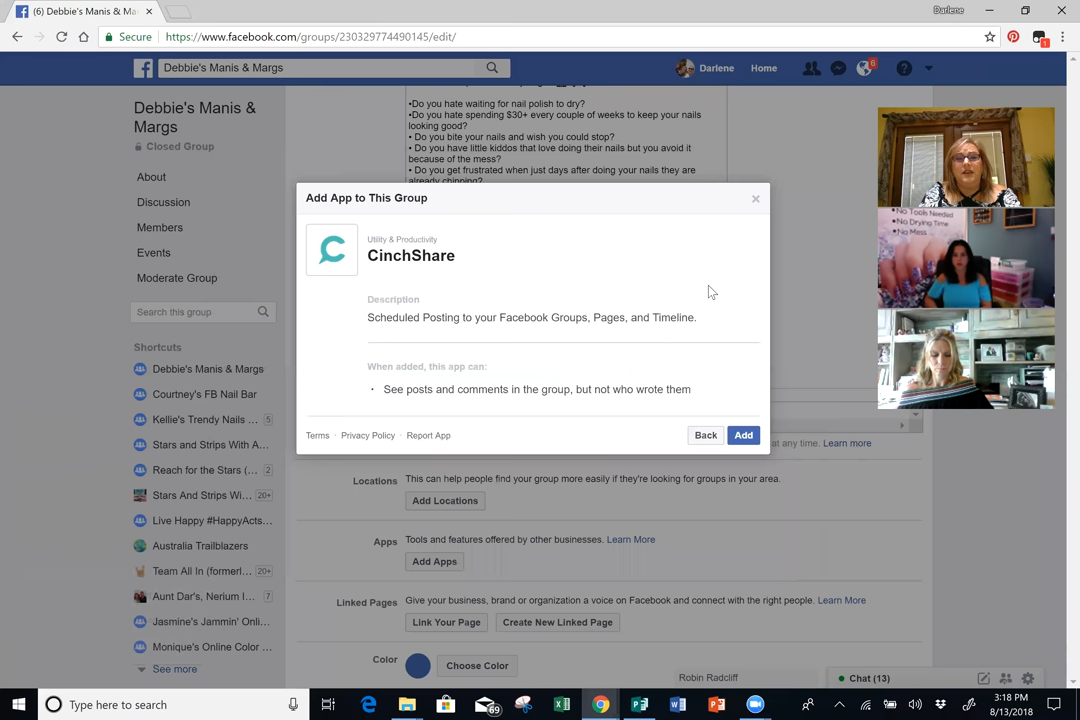 (6) Debbie's Manis & Ma
Darlene
Secure
https://www.facebook.com/groups/230329774490145/edit/
1
Debbie's Manis & Margs
Darlene
Home
6
Debbie's Manis &
Margs
Closed Group
About
Discussion
Members
Events
Moderate Group
Search this group
Shortcuts
Debbie's Manis & Margs
Courtney's FB Nail Bar
Kellie's Trendy Nails ...
5
Stars and Strips With A...
Reach for the Stars (...
2
Stars And Strips Wi...
20+
Live Happy #HappyActs...
Australia Trailblazers
Team All In (formerl...
20+
Aunt Dar's, Nerium I...
7
Jasmine's Jammin' Onli...
Monique's Online Color ...
See more
•Do you hate waiting for nail polish to dry?
•Do you hate spending $30+ every couple of weeks to keep your nails
looking good?
• Do you bite your nails and wish you could stop?
• Do you have little kiddos that love doing their nails but you avoid it
because of the mess?
• Do you get frustrated when just days after doing your nails they are
already chipping?
Add App to This Group
Utility & Productivity
CinchShare
Description
Scheduled Posting to your Facebook Groups, Pages, and Timeline.
When added, this app can:
· See posts and comments in the group, but not who wrote them
Terms · Privacy Policy · Report App
Back
Add
at any time. Learn more
Locations
This can help people find your group more easily if they're looking for groups in your area.
Add Locations
Apps
Tools and features offered by other businesses. Learn More
Add Apps
Linked Pages
Give your business, brand or organization a voice on Facebook and connect with the right people. Learn More
Link Your Page
Create New Linked Page
Color
Choose Color
Robin Radcliff
Chat (13)
No Tools Needed
No Drying Time
No Mess
Type here to search
69
3:18 PM
8/13/2018